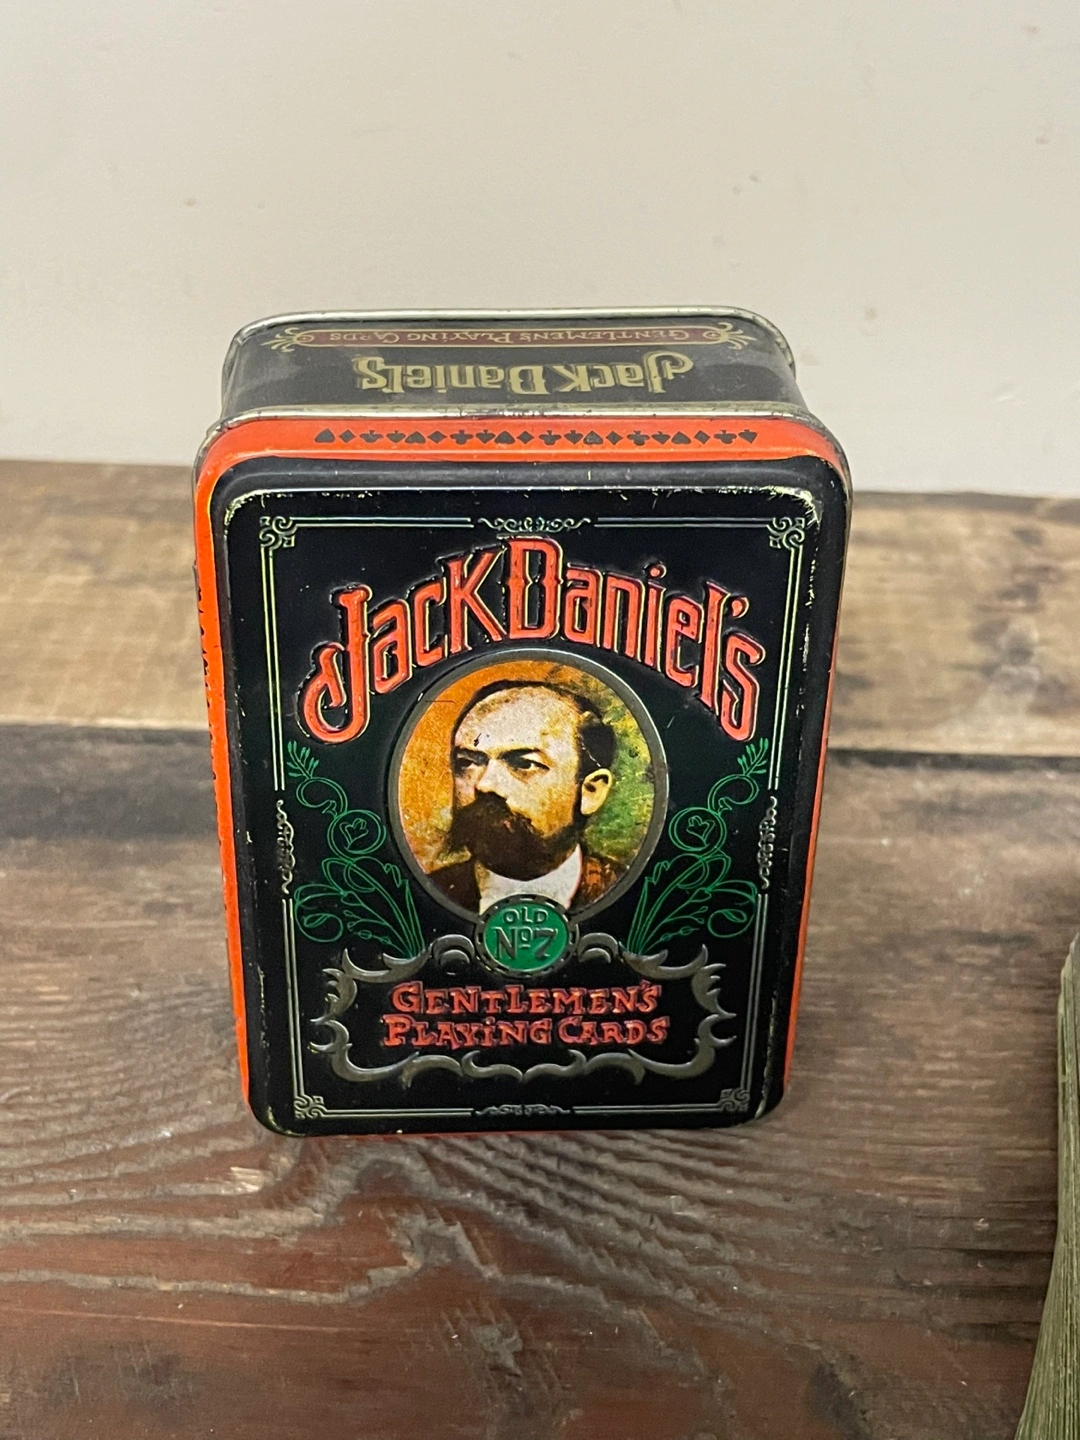 GENTLEMEN'S PLAYING CARDS
Jack Daniel's
Jack Daniel's
OLD
No 7
GENTLEMEN'S
PLAYING CARDS